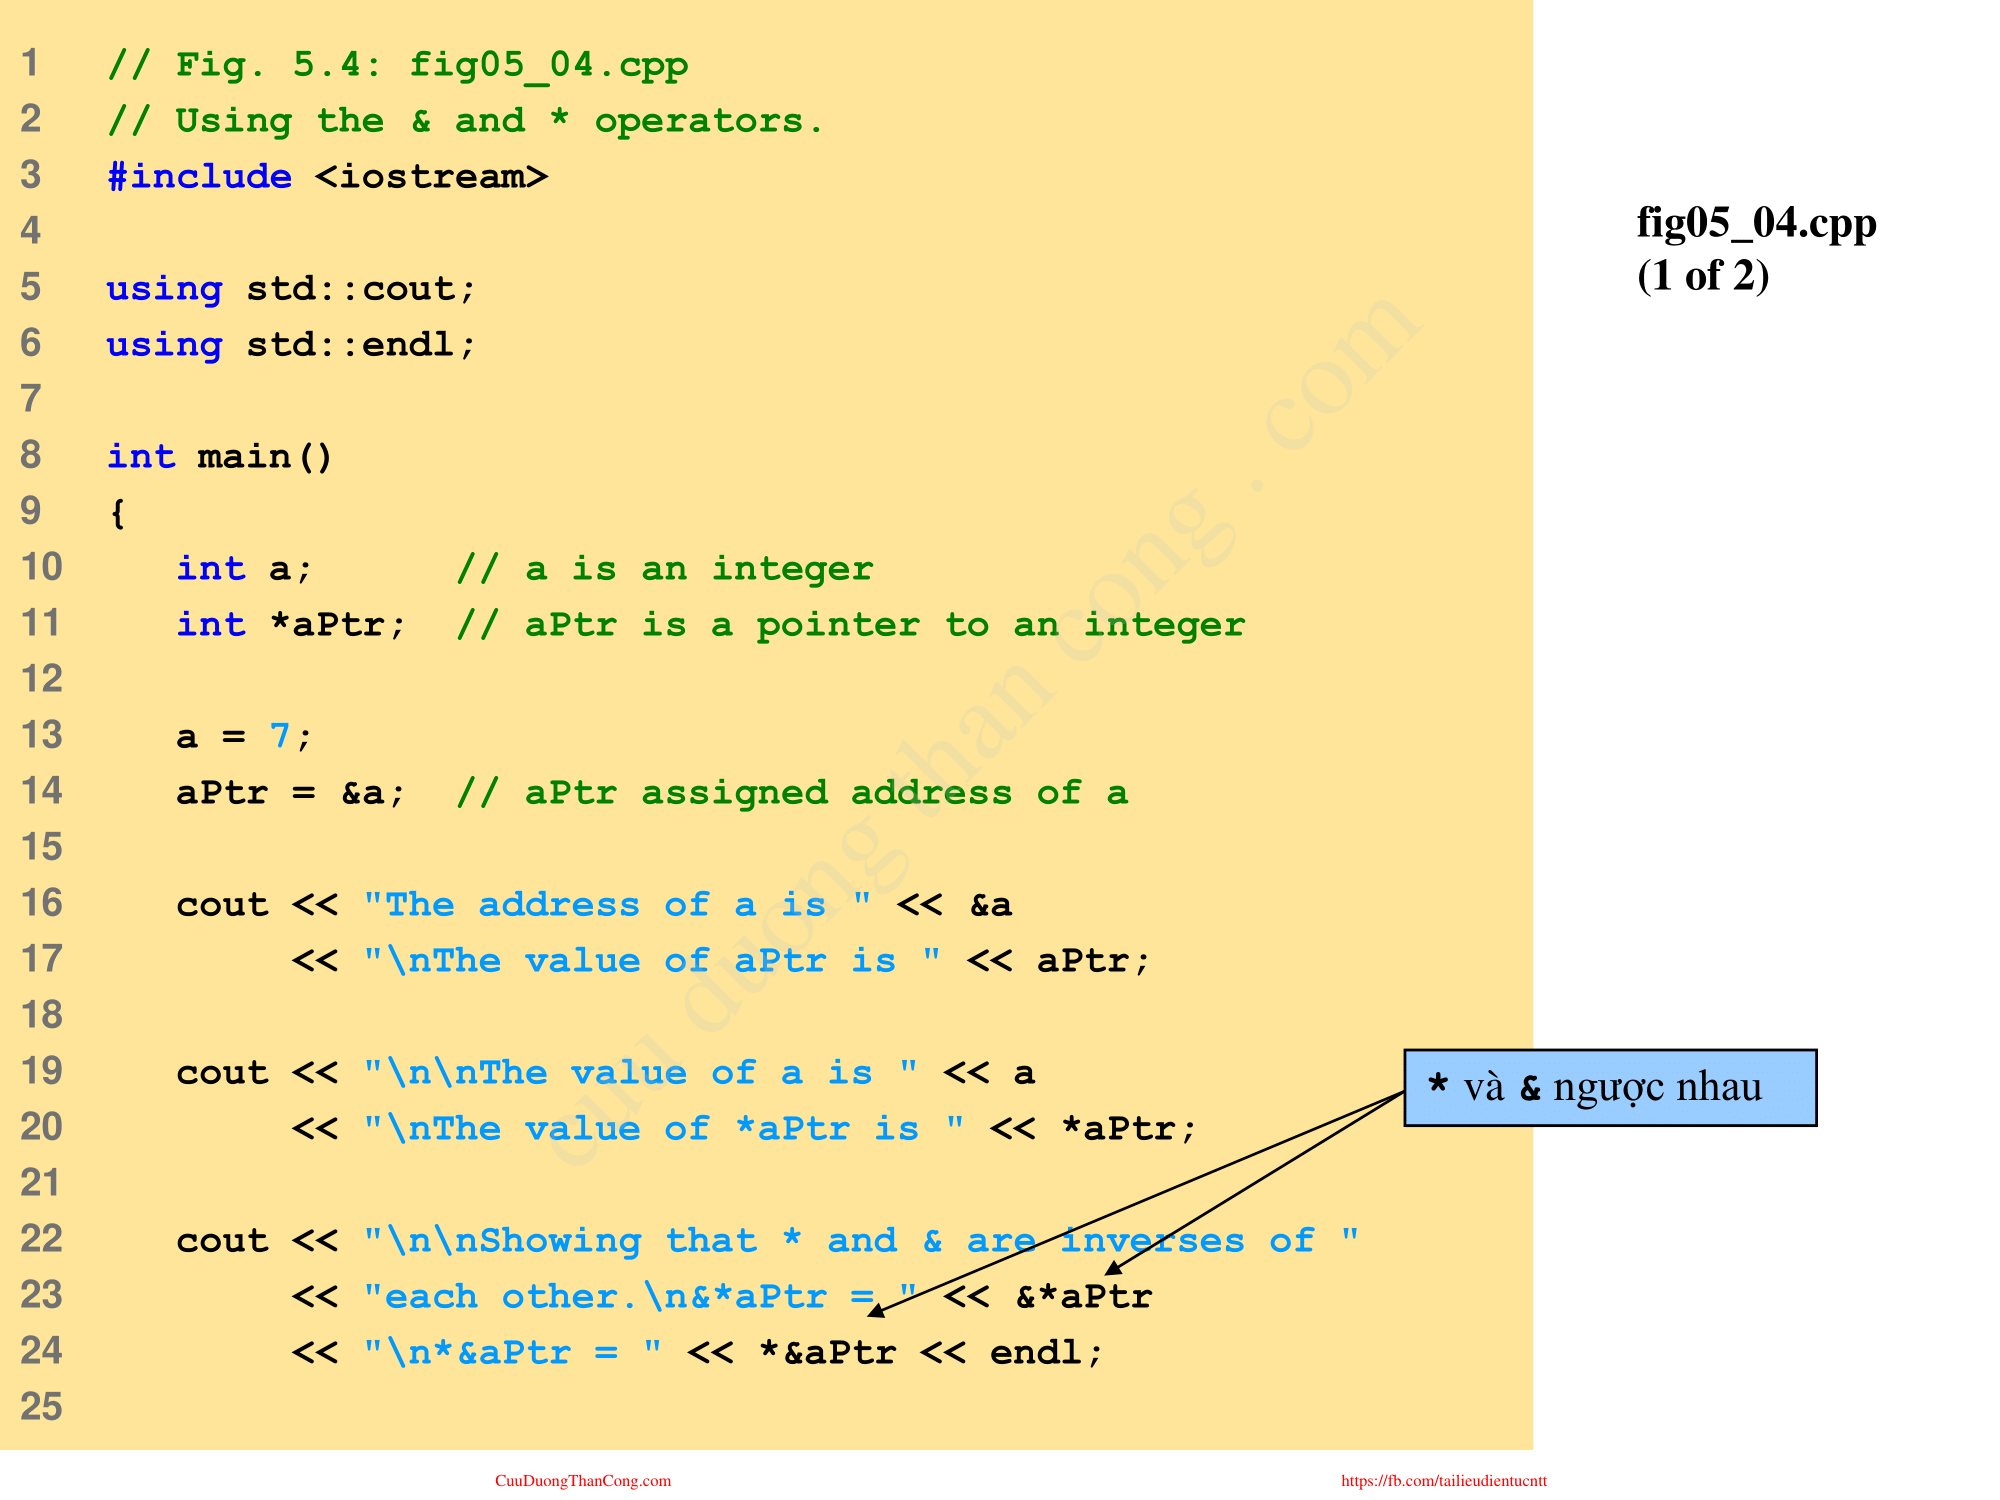 1 // Fig. 5.4: fig05_04.cpp
2 // Using the & and * operators.
3 #include <iostream>
4
5 using std::cout;
6 using std::endl;
7
8 int main()
9 {
10 int a; // a is an integer
11 int *aPtr; // aPtr is a pointer to an integer
12
13 a = 7;
14 aPtr = &a; // aPtr assigned address of a
15
16 cout << "The address of a is " << &a
17 << "\nThe value of aPtr is " << aPtr;
18
19 cout << "\n\nThe value of a is " << a
20 << "\nThe value of *aPtr is " << *aPtr;
21
22 cout << "\n\nShowing that * and & are inverses of "
23 << "each other.\n&*aPtr = " << &*aPtr
24 << "\n*&aPtr = " << *&aPtr << endl;
25
fig05_04.cpp
(1 of 2)
* và & ngược nhau
cuu duong than cong . com
CuuDuongThanCong.com
https://fb.com/tailieudientucntt